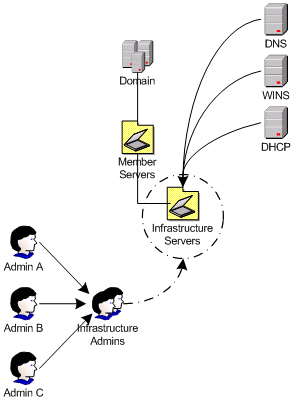 DNS
WINS
Domain
DHCP
Member
Servers
Infrastructure
Servers
Admin A
Admin B
Infrastructure
Admins
Admin C